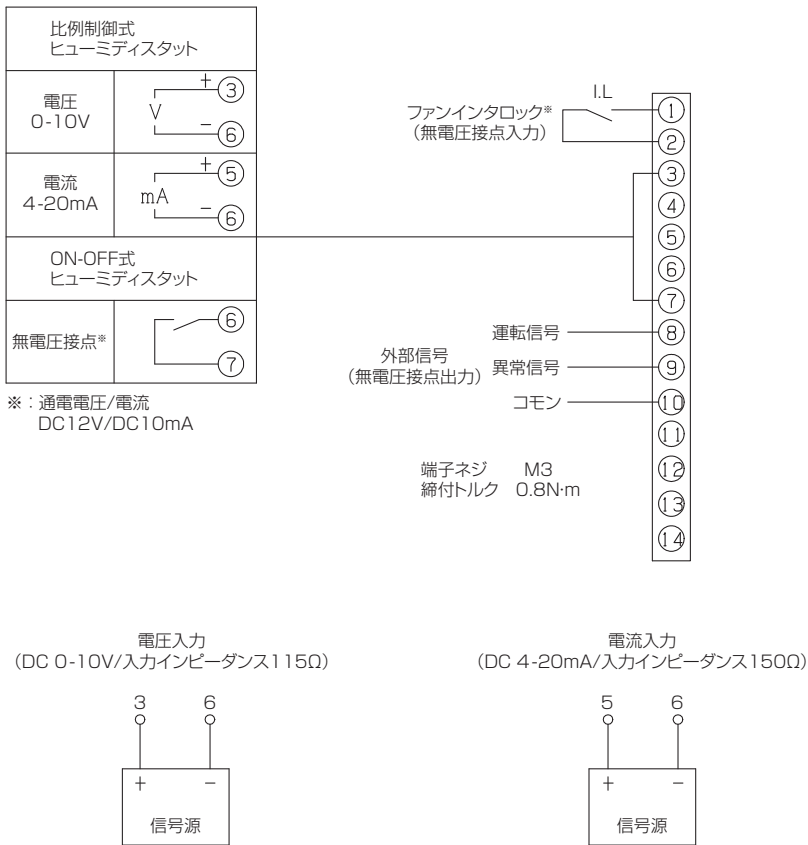 比例制御式
ヒューミディスタット
電圧
0-10V
+ ③
V
− ⑥
電流
4-20mA
+ ⑤
mA
− ⑥
ON-OFF式
ヒューミディスタット
無電圧接点※
⑥
⑦
※：通電電圧/電流
DC12V/DC10mA
I.L
ファンインタロック※
（無電圧接点入力）
①
②
③
④
⑤
⑥
⑦
運転信号 ⑧
外部信号
（無電圧接点出力）
異常信号 ⑨
コモン ⑩
⑪
⑫
⑬
⑭
端子ネジ M3
締付トルク 0.8N·m
電圧入力
（DC 0-10V/入力インピーダンス115Ω）
3 6
+ −
信号源
電流入力
（DC 4-20mA/入力インピーダンス150Ω）
5 6
+ −
信号源